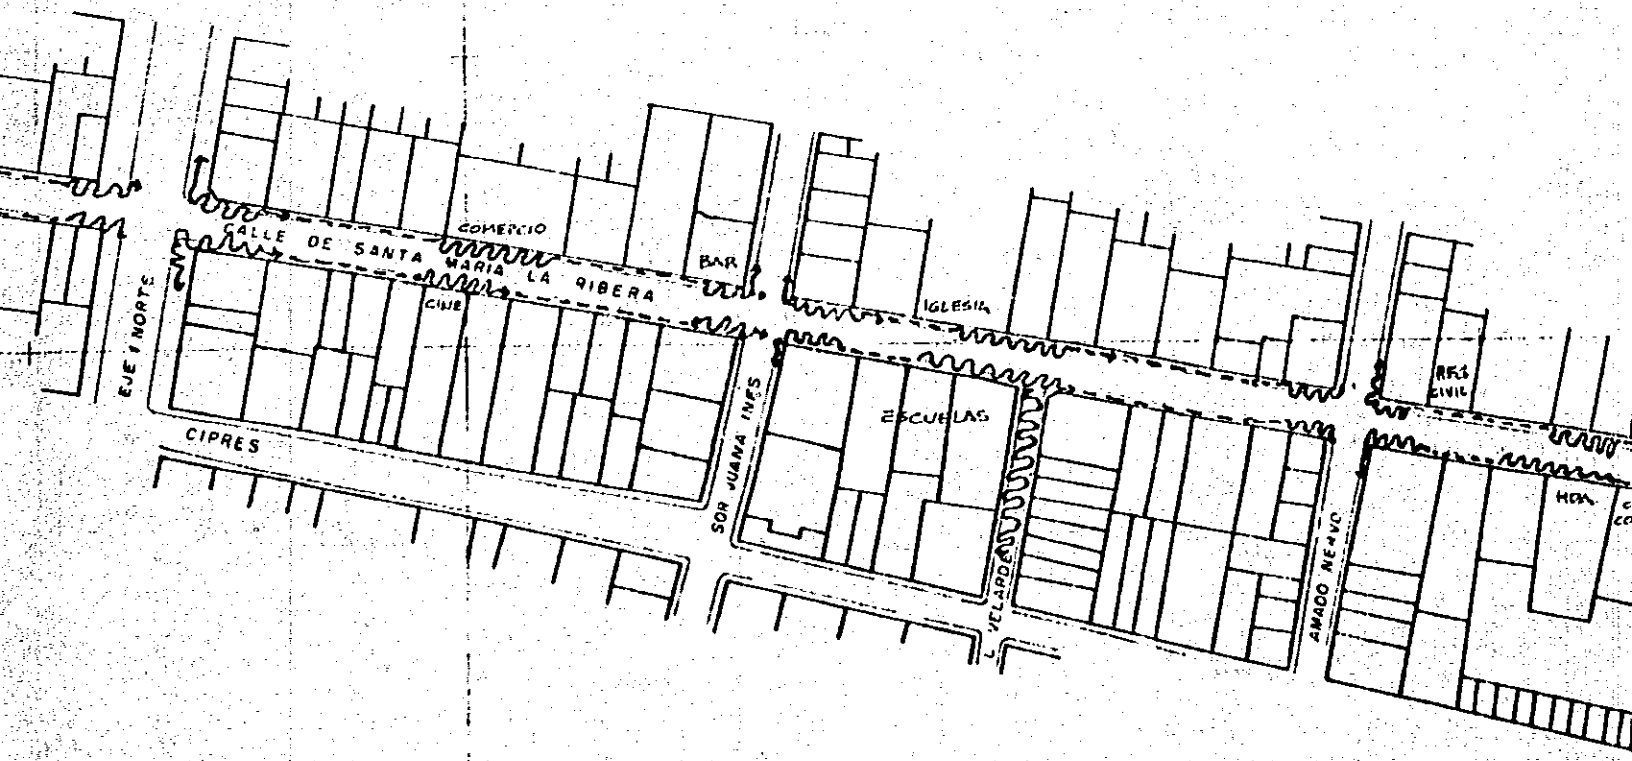 COMERCIO
CALLE DE SANTA MARIA LA RIBERA
BAR
CINE
IGLESIA
EJE 1 NORTE
CIPRES
SOR JUANA INES
ESCUELAS
L. VELARDE
AMADO NERVO
REG
CIVIL
HDA